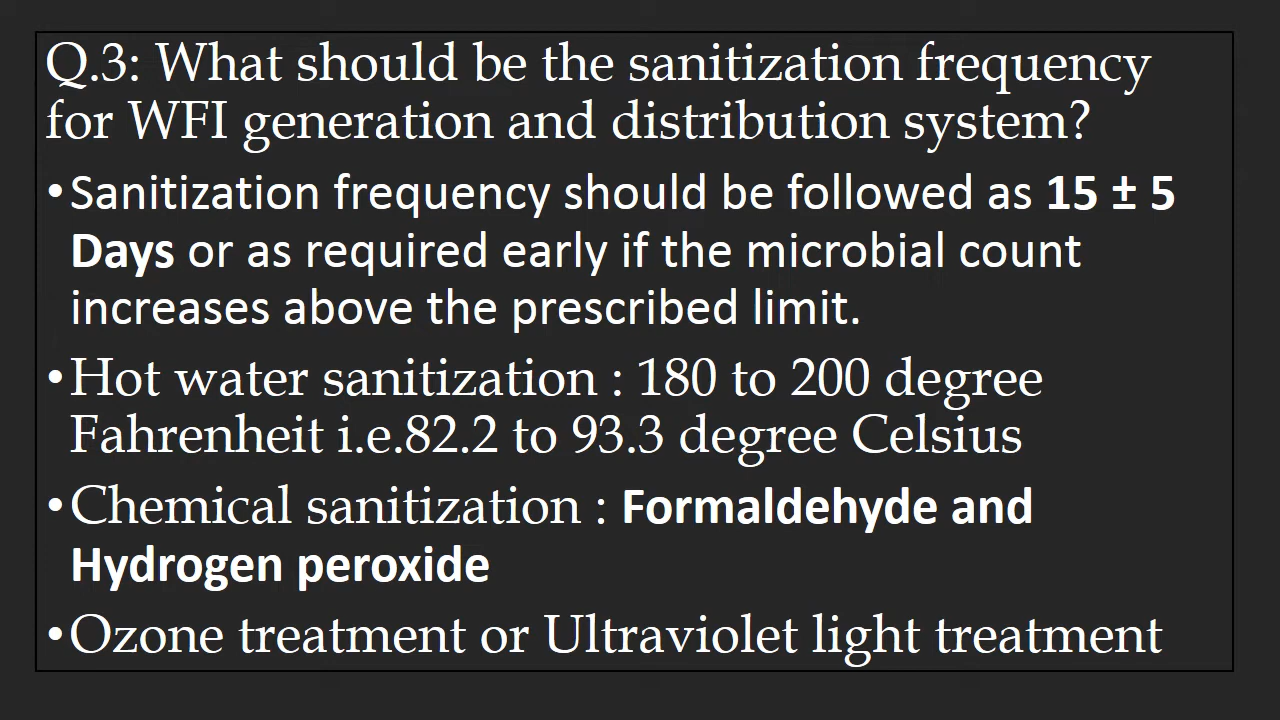 Q.3: What should be the sanitization frequency
for WFI generation and distribution system?
•Sanitization frequency should be followed as 15 ± 5
Days or as required early if the microbial count
increases above the prescribed limit.
•Hot water sanitization : 180 to 200 degree
Fahrenheit i.e.82.2 to 93.3 degree Celsius
•Chemical sanitization : Formaldehyde and
Hydrogen peroxide
•Ozone treatment or Ultraviolet light treatment